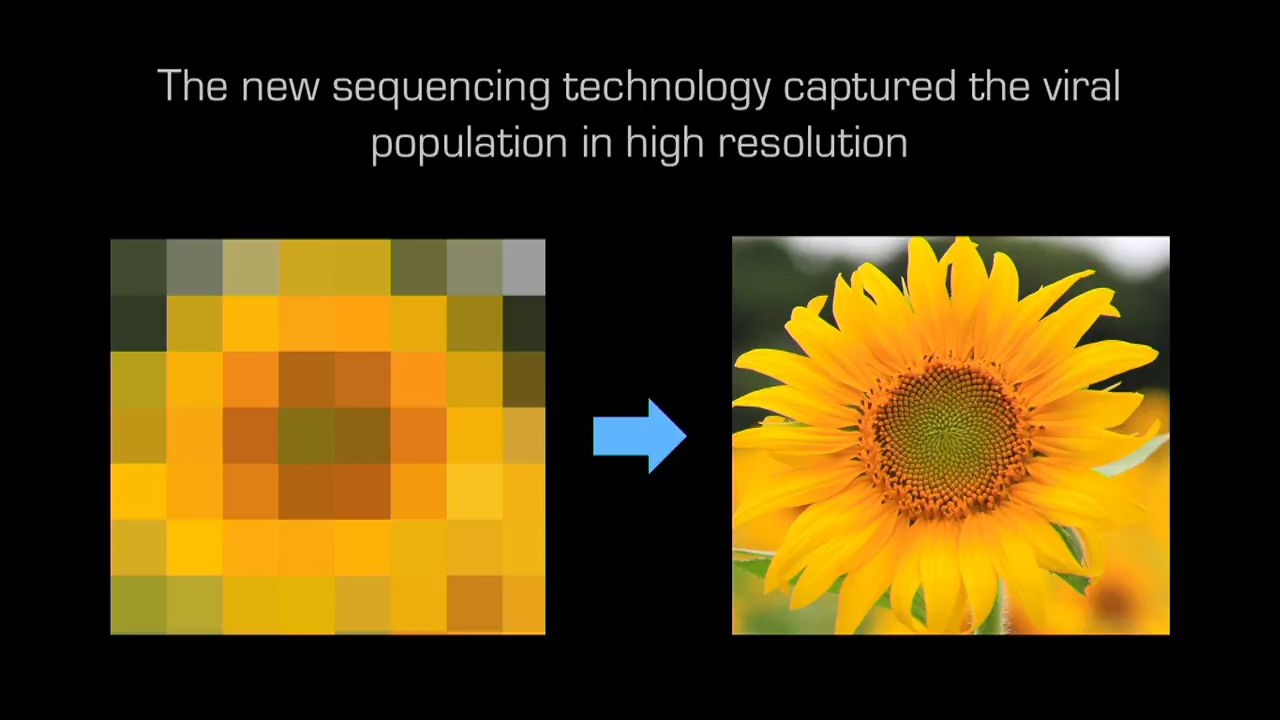 The new sequencing technology captured the viral
population in high resolution